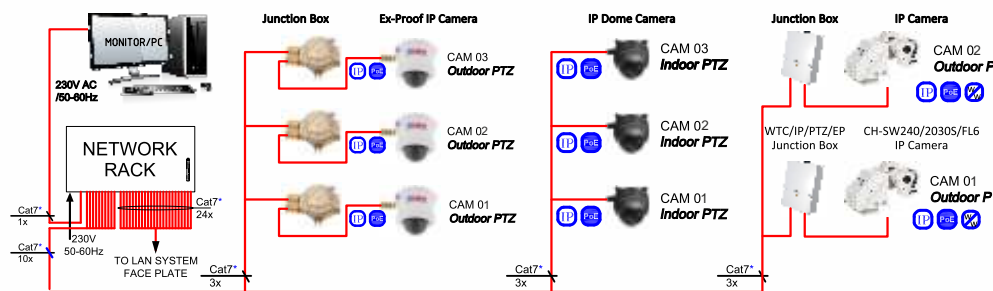 Junction Box
Ex-Proof IP Camera
IP Dome Camera
Junction Box
IP Camera
MONITOR/PC
230V AC
/50-60Hz
CAM 03
Outdoor PTZ
IP PoE
CAM 03
Indoor PTZ
IP PoE
CAM 02
Outdoor P
IP PoE
CAM 02
Outdoor PTZ
IP PoE
CAM 02
Indoor PTZ
IP PoE
WTC/IP/PTZ/EP
Junction Box
CH-SW240/2030S/FL6
IP Camera
NETWORK
RACK
CAM 01
Outdoor PTZ
IP PoE
CAM 01
Indoor PTZ
IP PoE
CAM 01
Outdoor P
IP PoE
Cat7*
1x
Cat7*
24x
230V
50-60Hz
Cat7*
10x
TO LAN SYSTEM
FACE PLATE
Cat7*
3x
Cat7*
3x
Cat7*
3x